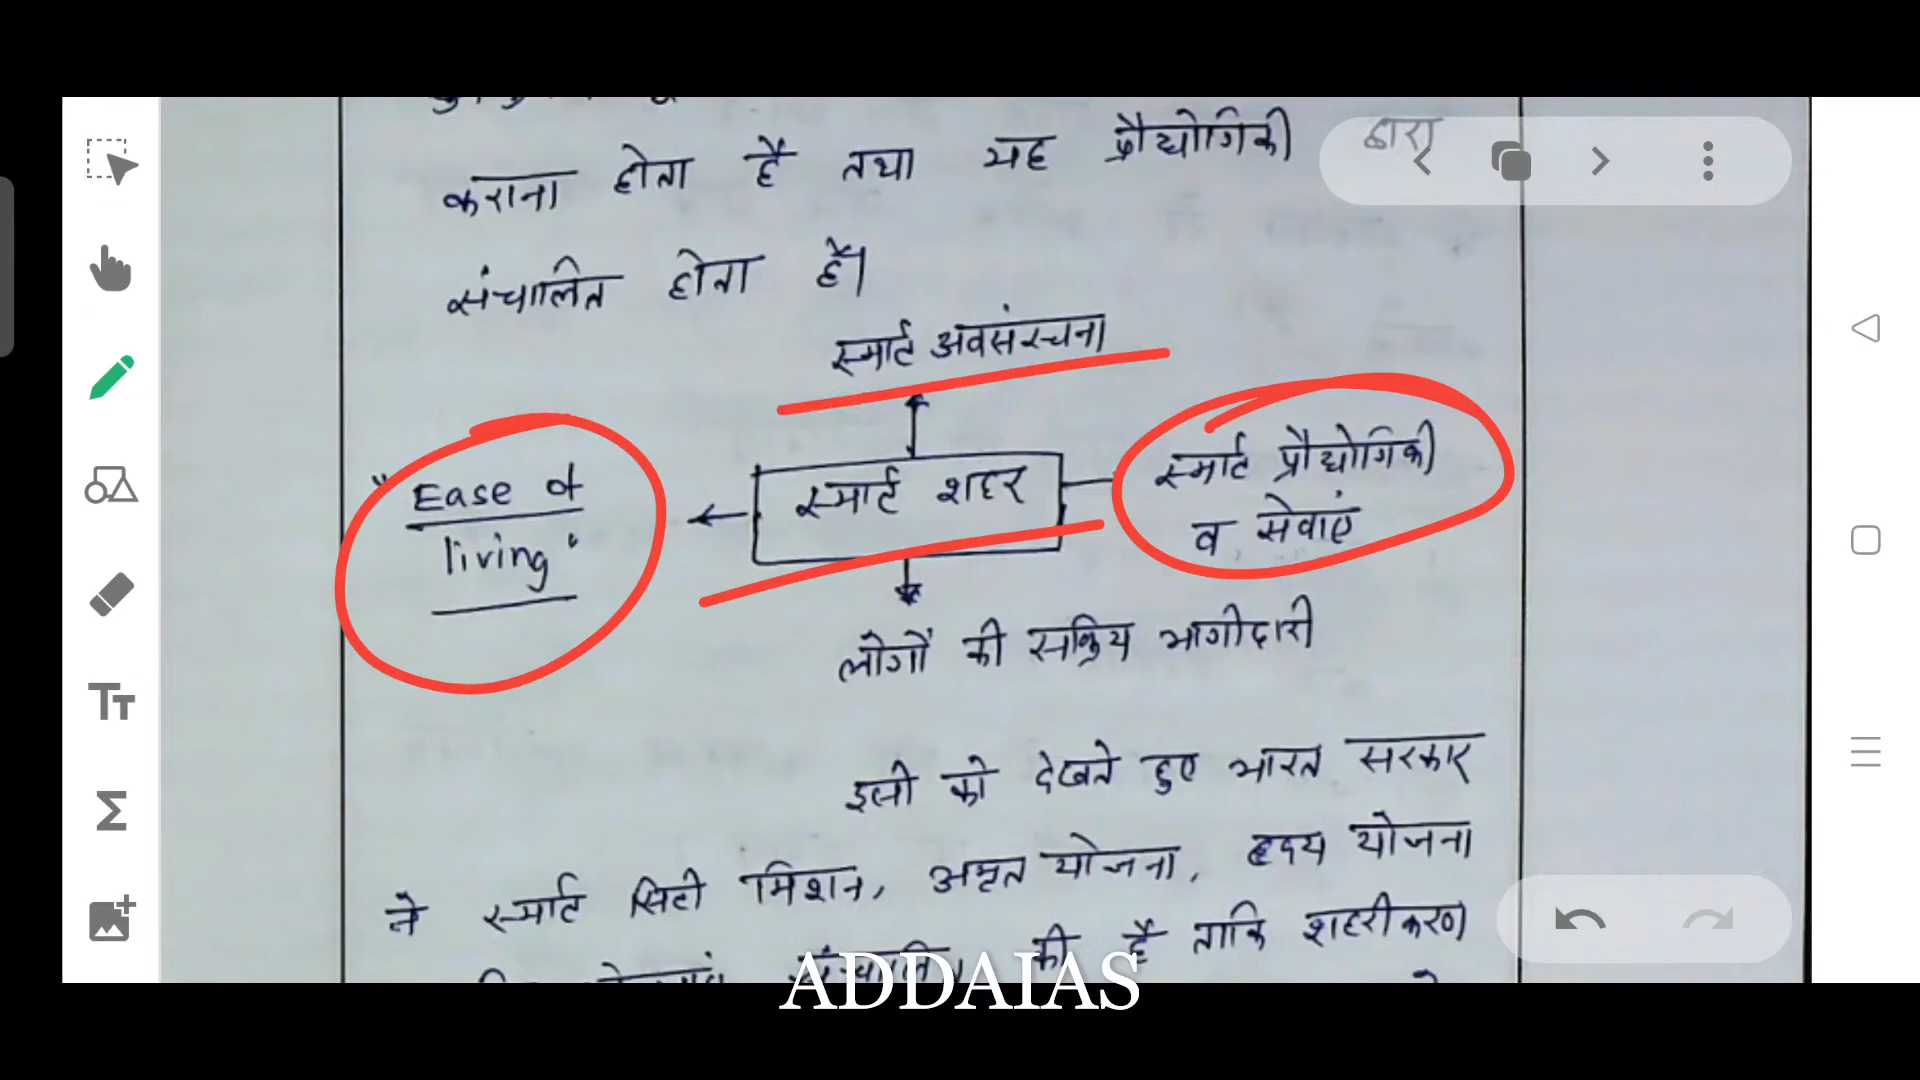 कराना होता है तथा यह प्रौद्योगिकी द्वारा
संचालित होता है।
स्मार्ट अवसंरचना
"Ease of
living"
स्मार्ट शहर
स्मार्ट प्रौद्योगिकी
व सेवाएं
लोगों की सक्रिय भागीदारी
इसी को देखते हुए भारत सरकार
ने स्मार्ट सिटी मिशन, अमृत योजना, हृदय योजना
की है ताकि शहरीकरण
ADDAIAS
Tт
Σ